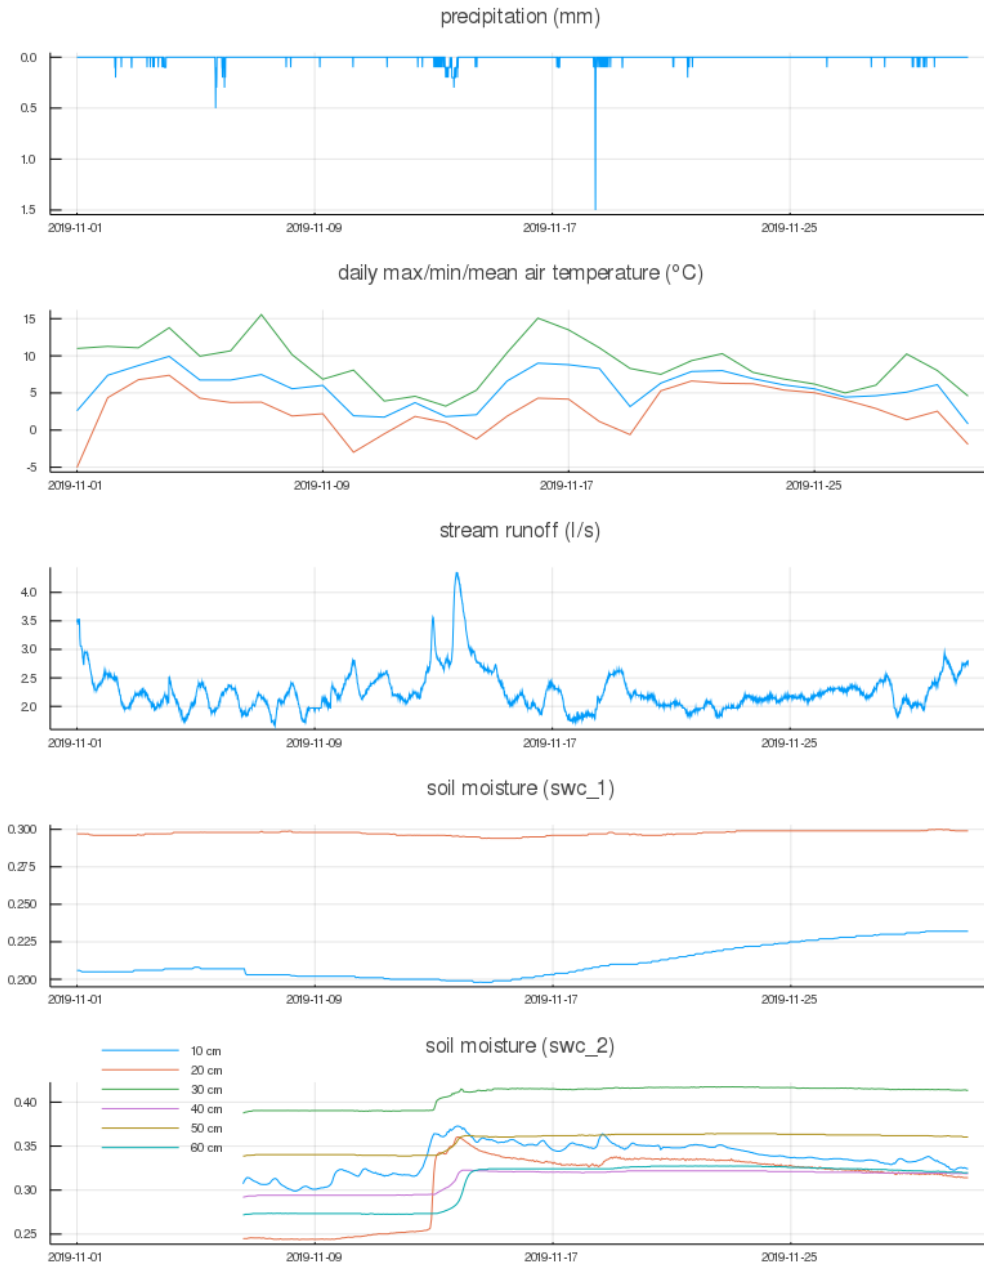 precipitation (mm)
0.0
0.5
1.0
1.5
2019-11-01 2019-11-09 2019-11-17 2019-11-25
daily max/min/mean air temperature (ºC)
15
10
5
0
-5
2019-11-01 2019-11-09 2019-11-17 2019-11-25
stream runoff (l/s)
4.0
3.5
3.0
2.5
2.0
2019-11-01 2019-11-09 2019-11-17 2019-11-25
soil moisture (swc_1)
0.300
0.275
0.250
0.225
0.200
2019-11-01 2019-11-09 2019-11-17 2019-11-25
soil moisture (swc_2)
10 cm
20 cm
30 cm
40 cm
50 cm
60 cm
0.40
0.35
0.30
0.25
2019-11-01 2019-11-09 2019-11-17 2019-11-25